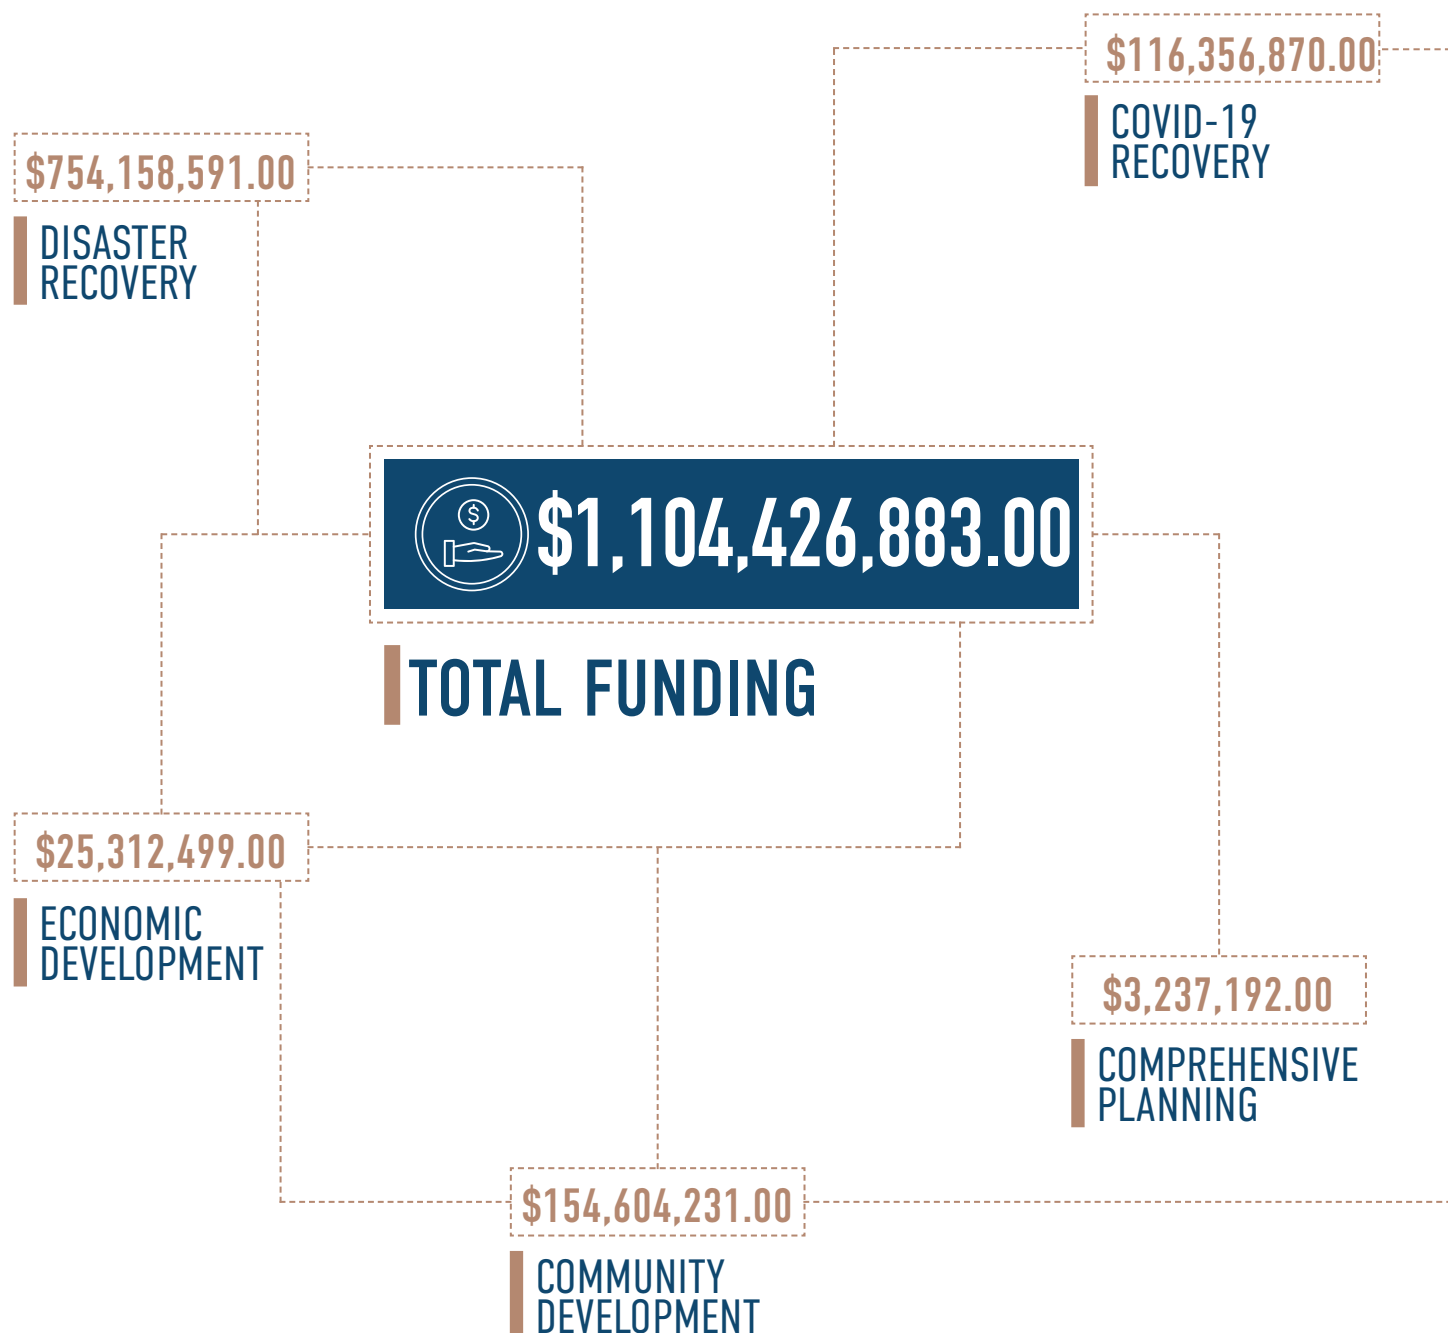 $116,356,870.00
COVID-19
RECOVERY
$754,158,591.00
DISASTER
RECOVERY
$
$1,104,426,883.00
TOTAL FUNDING
$25,312,499.00
ECONOMIC
DEVELOPMENT
$3,237,192.00
COMPREHENSIVE
PLANNING
$154,604,231.00
COMMUNITY
DEVELOPMENT